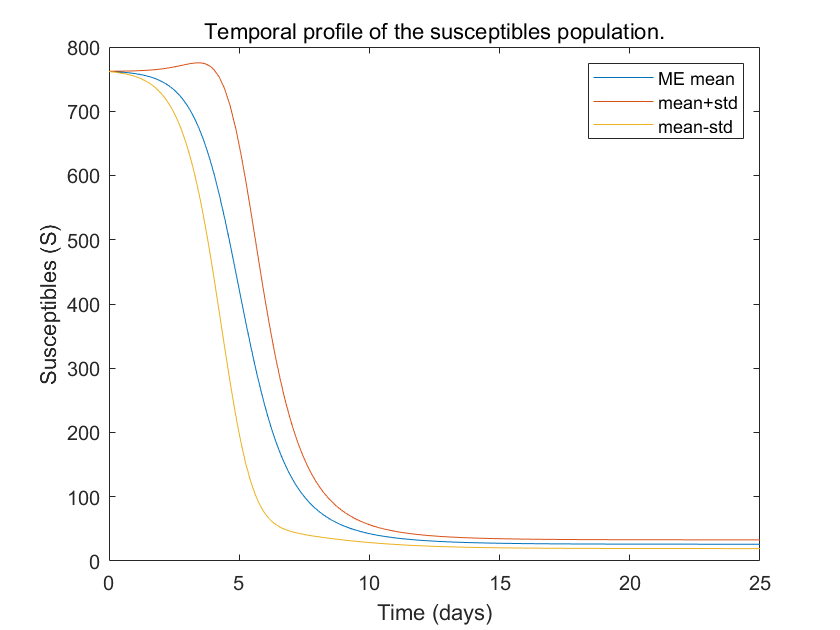 Temporal profile of the susceptibles population.
800
700
600
500
400
300
200
100
0
Susceptibles (S)
ME mean
mean+std
mean-std
0 5 10 15 20 25
Time (days)